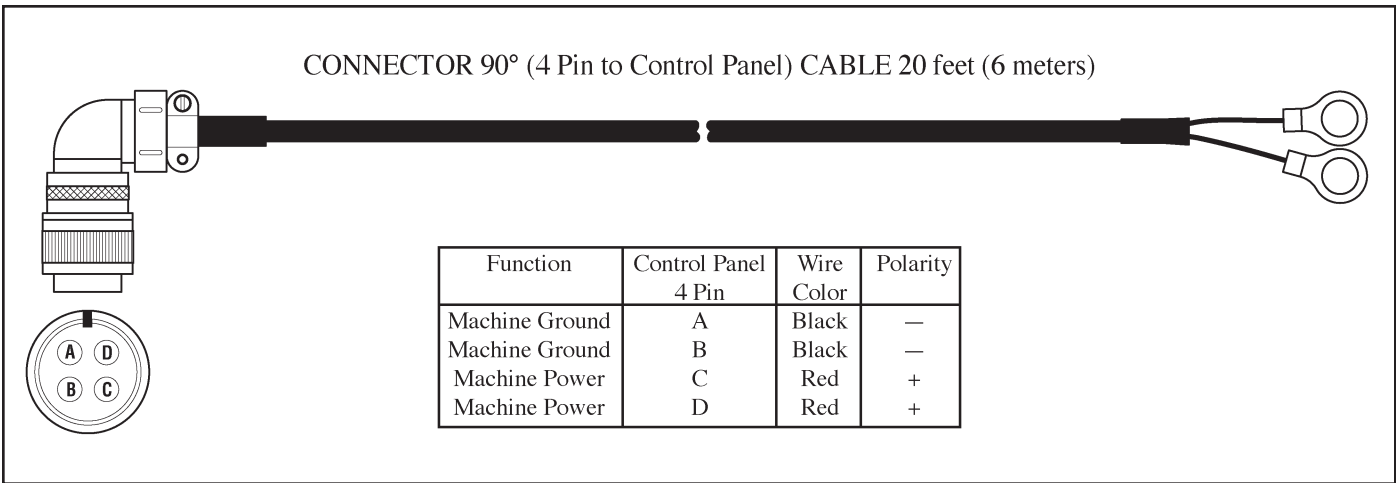 CONNECTOR 90° (4 Pin to Control Panel) CABLE 20 feet (6 meters)
A D
B C
Function Control Panel 4 Pin Wire Color Polarity
Machine Ground A Black —
Machine Ground B Black —
Machine Power C Red +
Machine Power D Red +